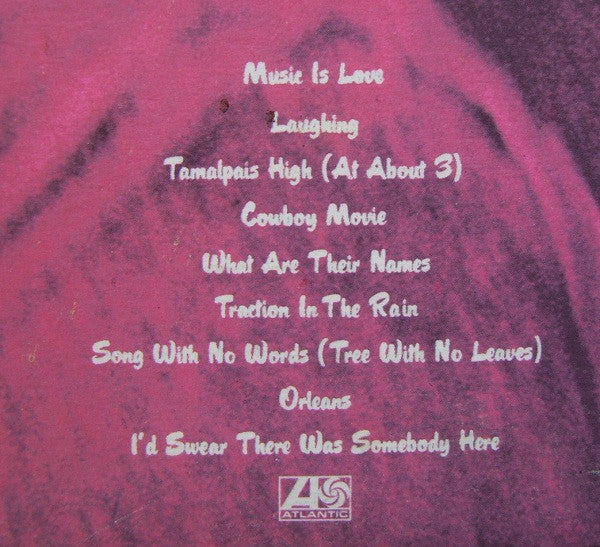 Music Is Love
Laughing
Tamalpais High (At About 3)
Cowboy Movie
What Are Their Names
Traction In The Rain
Song With No Words (Tree With No Leaves)
Orleans
I'd Swear There Was Somebody Here
ATLANTIC